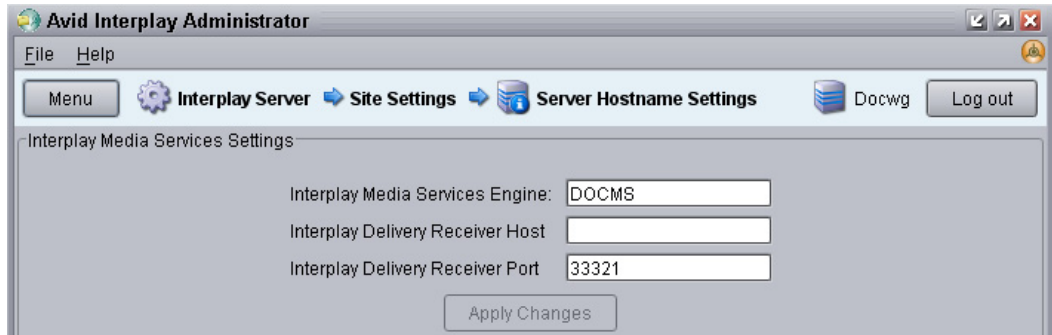 Avid Interplay Administrator
File Help
Menu Interplay Server Site Settings Server Hostname Settings Docwg Log out
Interplay Media Services Settings
Interplay Media Services Engine: DOCMS
Interplay Delivery Receiver Host
Interplay Delivery Receiver Port 33321
Apply Changes